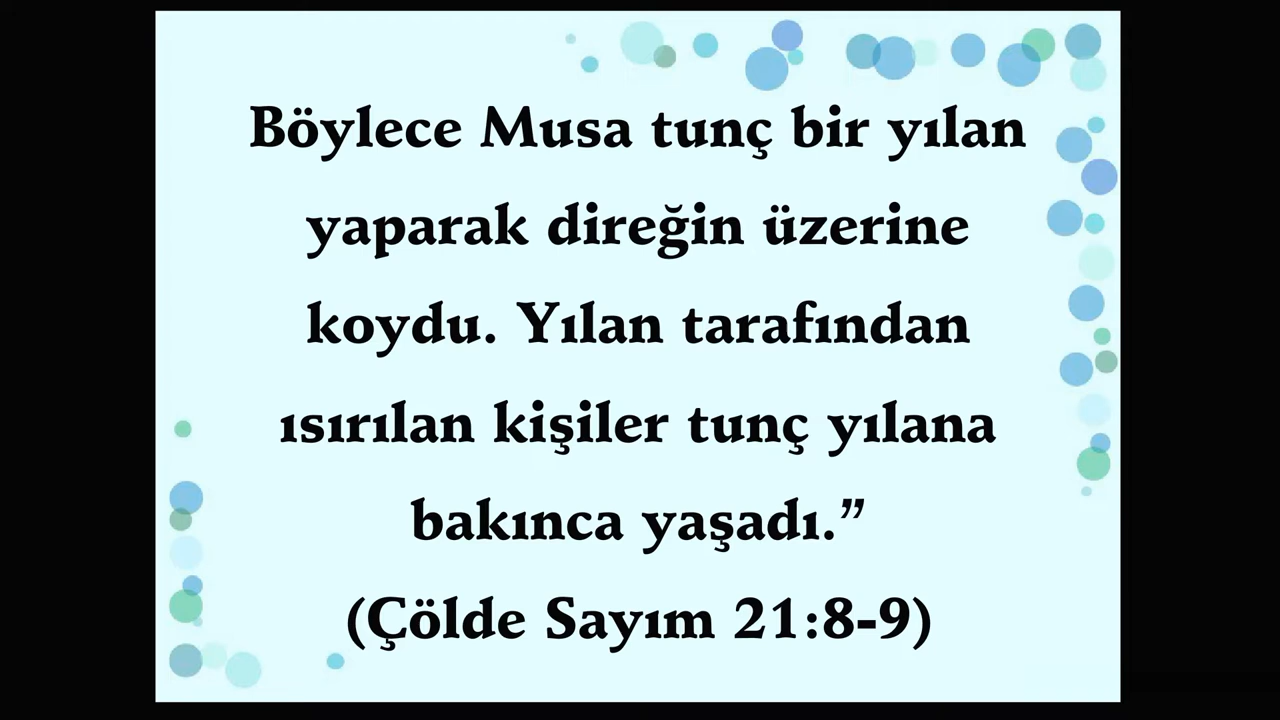 Böylece Musa tunç bir yılan
yaparak direğin üzerine
koydu. Yılan tarafından
ısırılan kişiler tunç yılana
bakınca yaşadı.”
(Çölde Sayım 21:8-9)